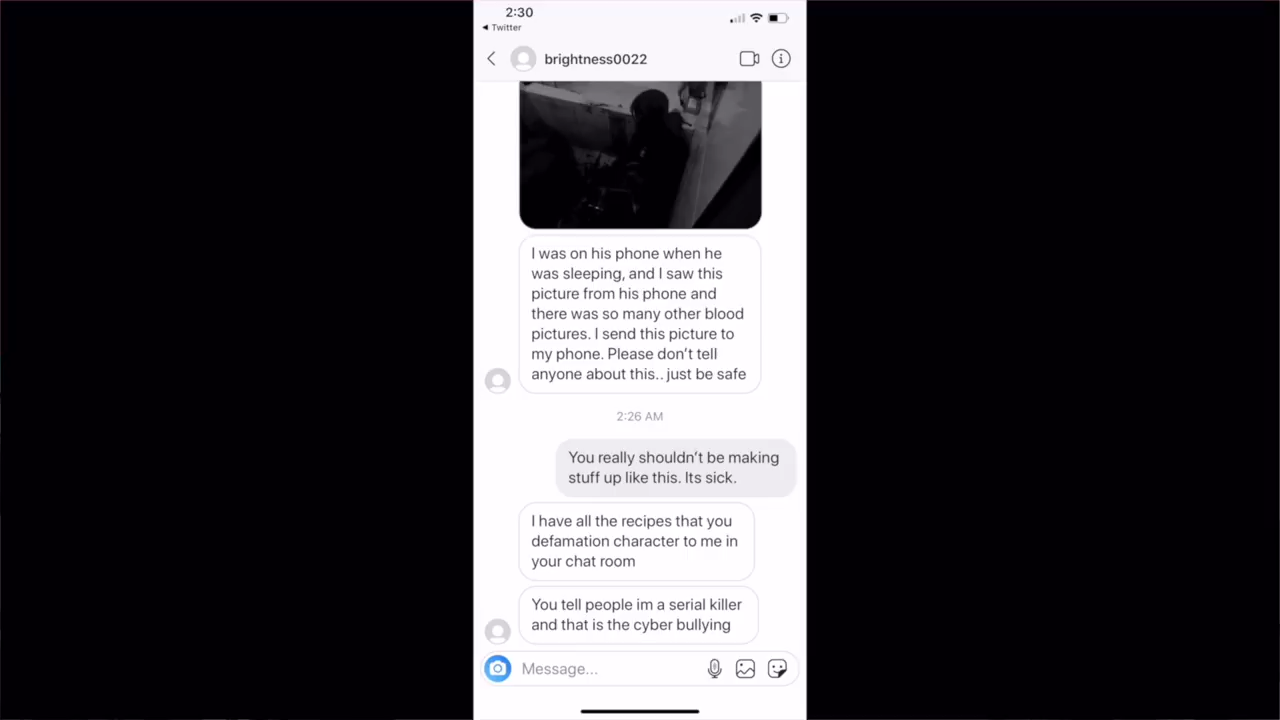 2:30
Twitter
brightness0022
I was on his phone when he
was sleeping, and I saw this
picture from his phone and
there was so many other blood
pictures. I send this picture to
my phone. Please don't tell
anyone about this.. just be safe
2:26 AM
You really shouldn't be making
stuff up like this. Its sick.
I have all the recipes that you
defamation character to me in
your chat room
You tell people im a serial killer
and that is the cyber bullying
Message...